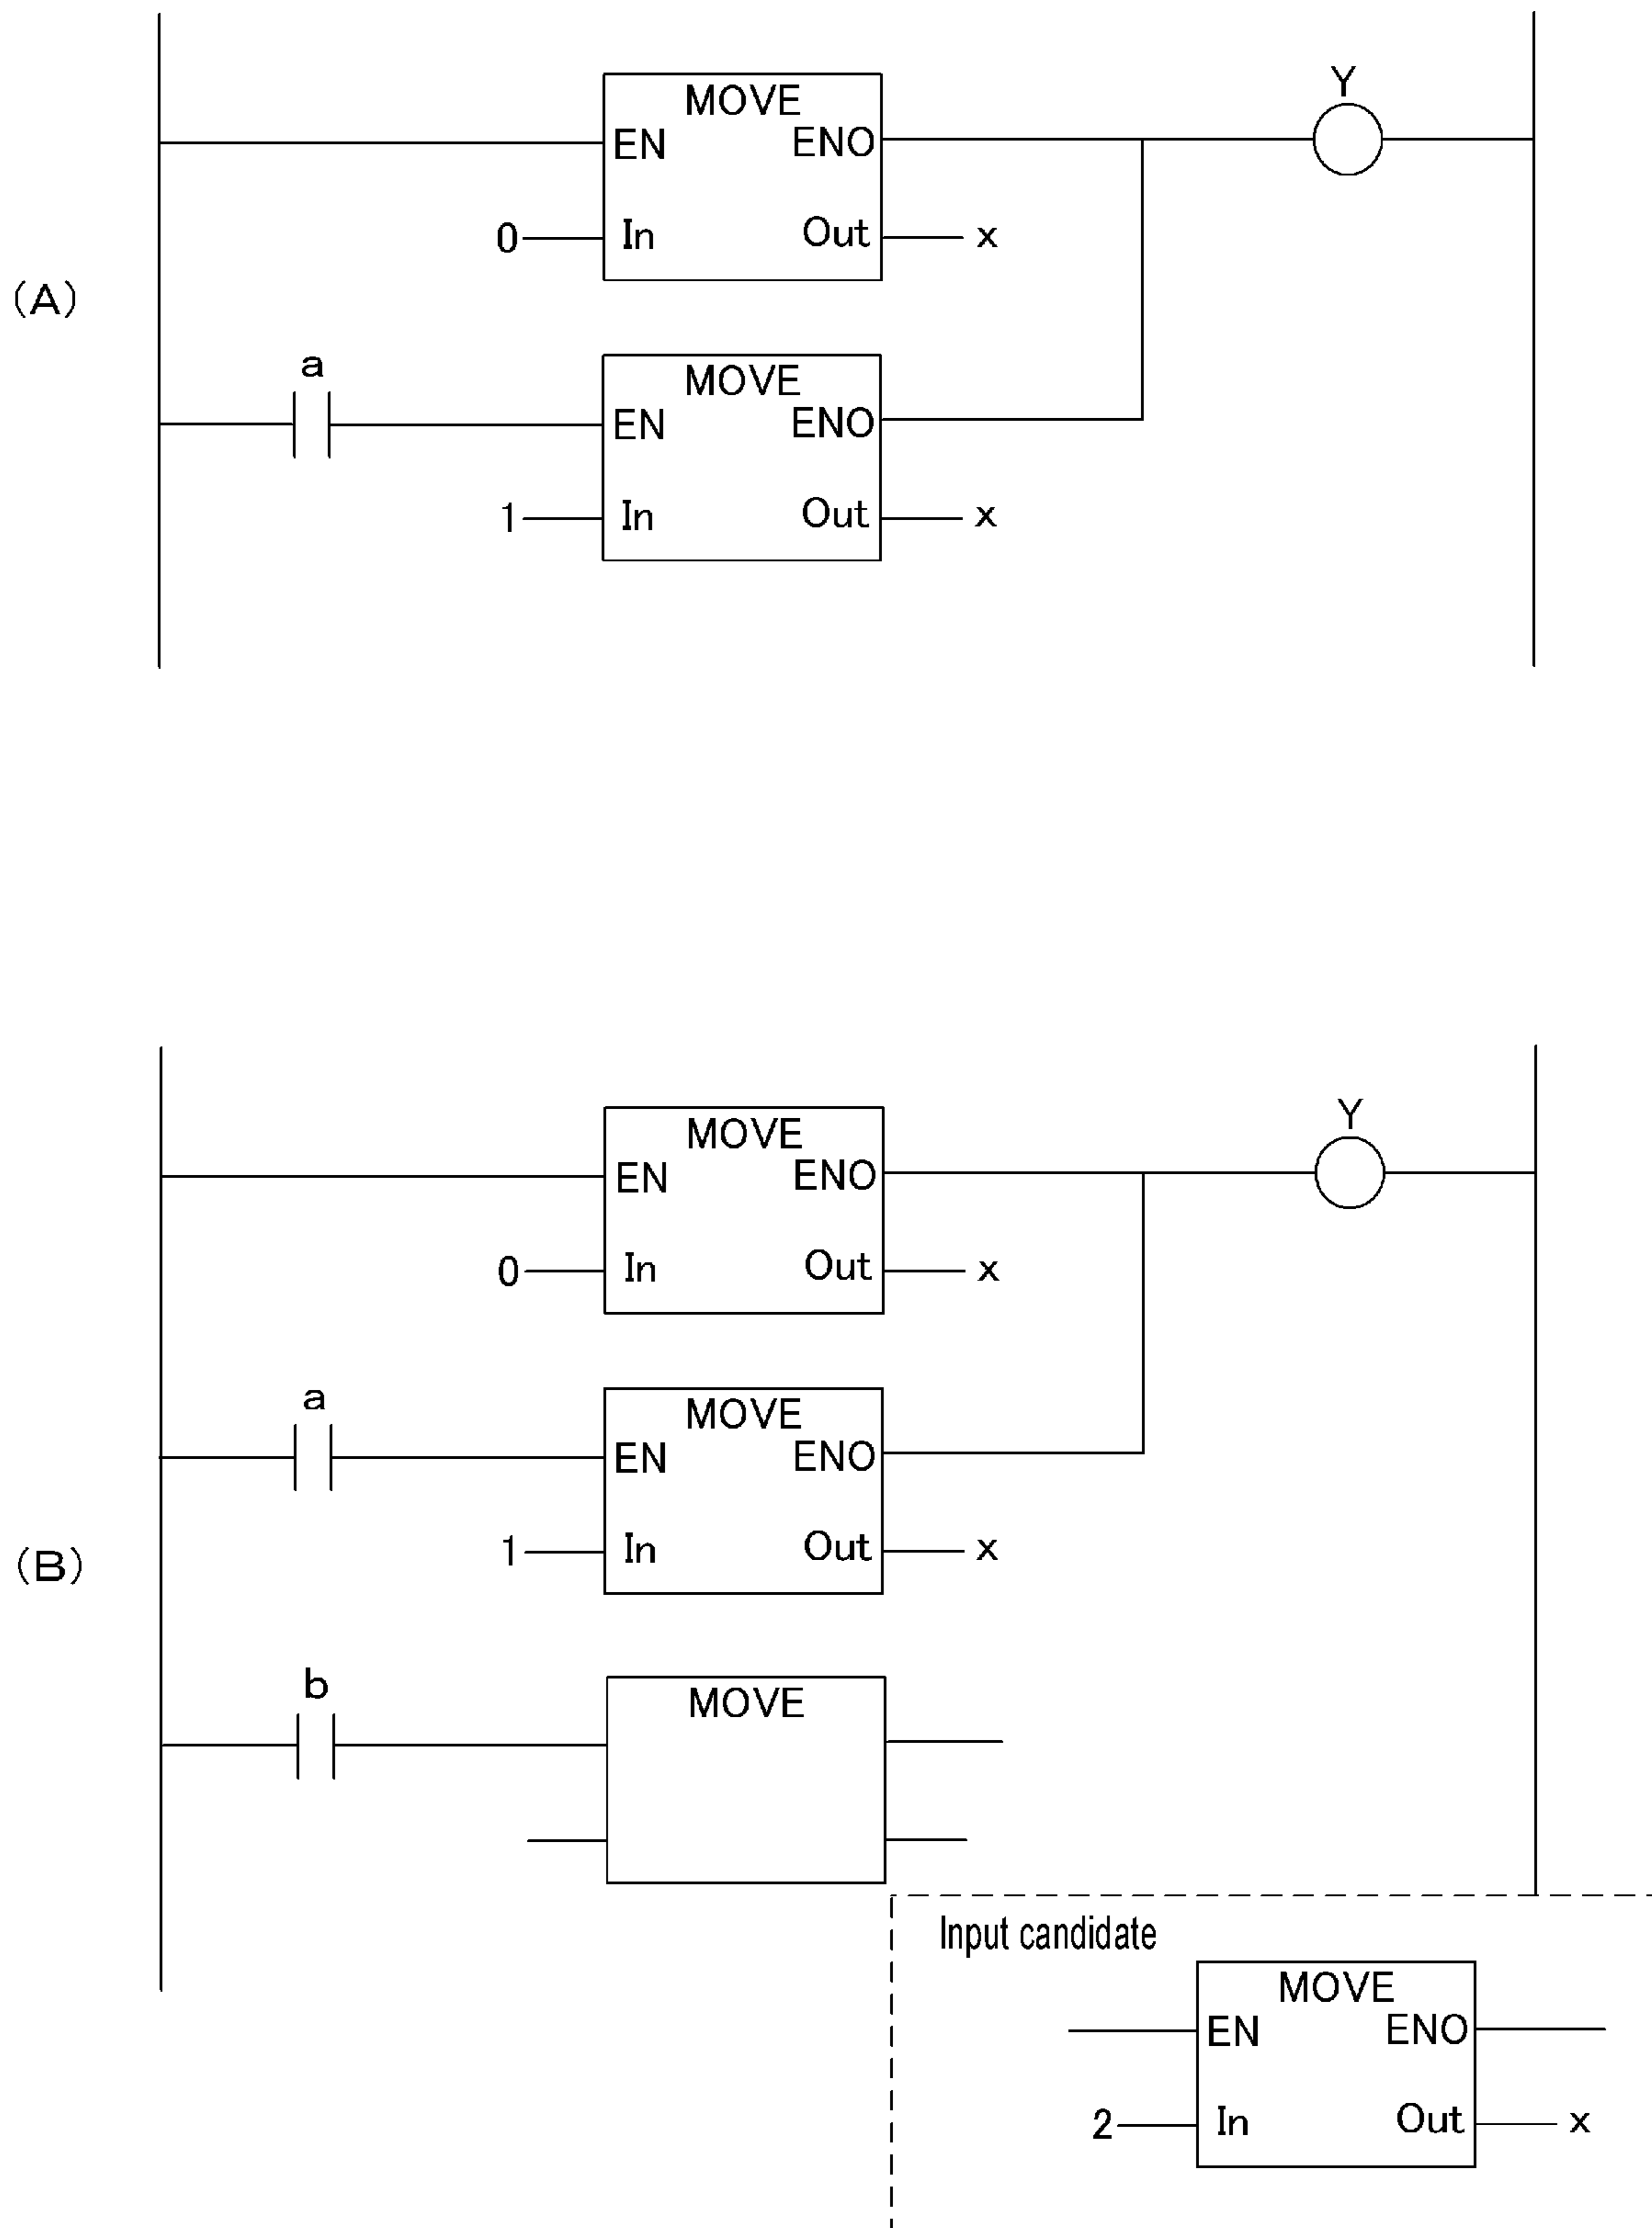 Y
MOVE
EN ENO
0 In Out x
(A)
a
MOVE
EN ENO
1 In Out x
Y
MOVE
EN ENO
0 In Out x
a
MOVE
EN ENO
1 In Out x
(B)
b
MOVE
Input candidate
MOVE
EN ENO
2 In Out x